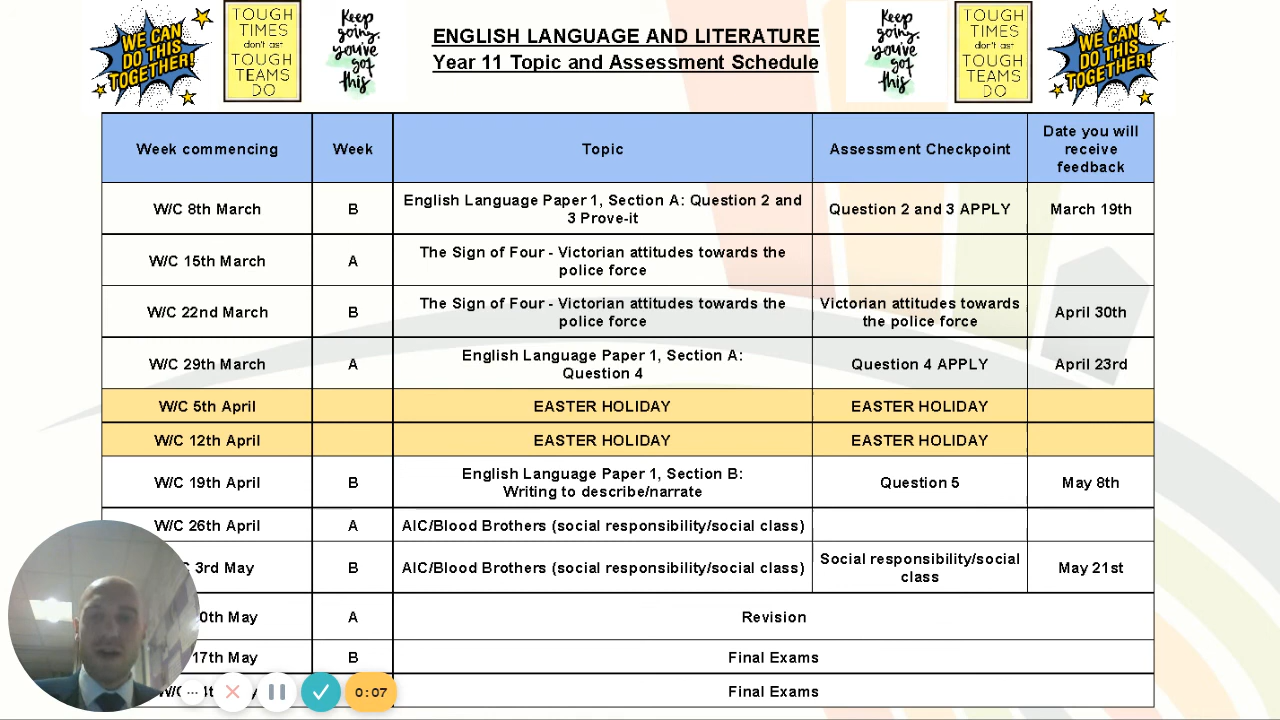 WE CAN
DO THIS
TOGETHER!
TOUGH
TIMES
don't as-
TOUGH
TEAMS
DO
Keep
going,
you've
got
this
ENGLISH LANGUAGE AND LITERATURE
Year 11 Topic and Assessment Schedule
Keep
going,
you've
got
this
TOUGH
TIMES
don't as-
TOUGH
TEAMS
DO
WE CAN
DO THIS
TOGETHER!
Week commencing
Week
Topic
Assessment Checkpoint
Date you will
receive
feedback
W/C 8th March
B
English Language Paper 1, Section A: Question 2 and
3 Prove-it
Question 2 and 3 APPLY
March 19th
W/C 15th March
A
The Sign of Four - Victorian attitudes towards the
police force
W/C 22nd March
B
The Sign of Four - Victorian attitudes towards the
police force
Victorian attitudes towards
the police force
April 30th
W/C 29th March
A
English Language Paper 1, Section A:
Question 4
Question 4 APPLY
April 23rd
W/C 5th April
EASTER HOLIDAY
EASTER HOLIDAY
W/C 12th April
EASTER HOLIDAY
EASTER HOLIDAY
W/C 19th April
B
English Language Paper 1, Section B:
Writing to describe/narrate
Question 5
May 8th
W/C 26th April
A
AIC/Blood Brothers (social responsibility/social class)
3rd May
B
AIC/Blood Brothers (social responsibility/social class)
Social responsibility/social
class
May 21st
0th May
A
Revision
17th May
B
Final Exams
W/C
Final Exams
0:07